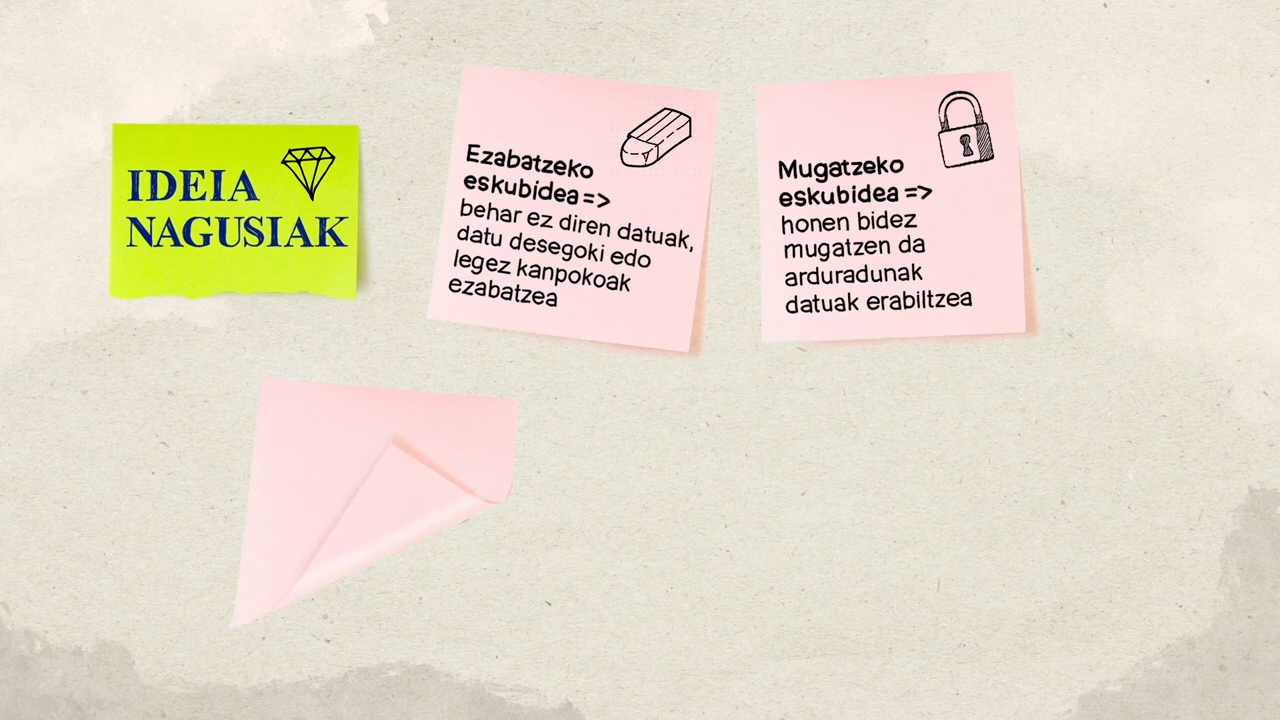 IDEIA
NAGUSIAK
Ezabatzeko
eskubidea =>
behar ez diren datuak,
datu desegoki edo
legez kanpokoak
ezabatzea
Mugatzeko
eskubidea =>
honen bidez
mugatzen da
arduradunak
datuak erabiltzea